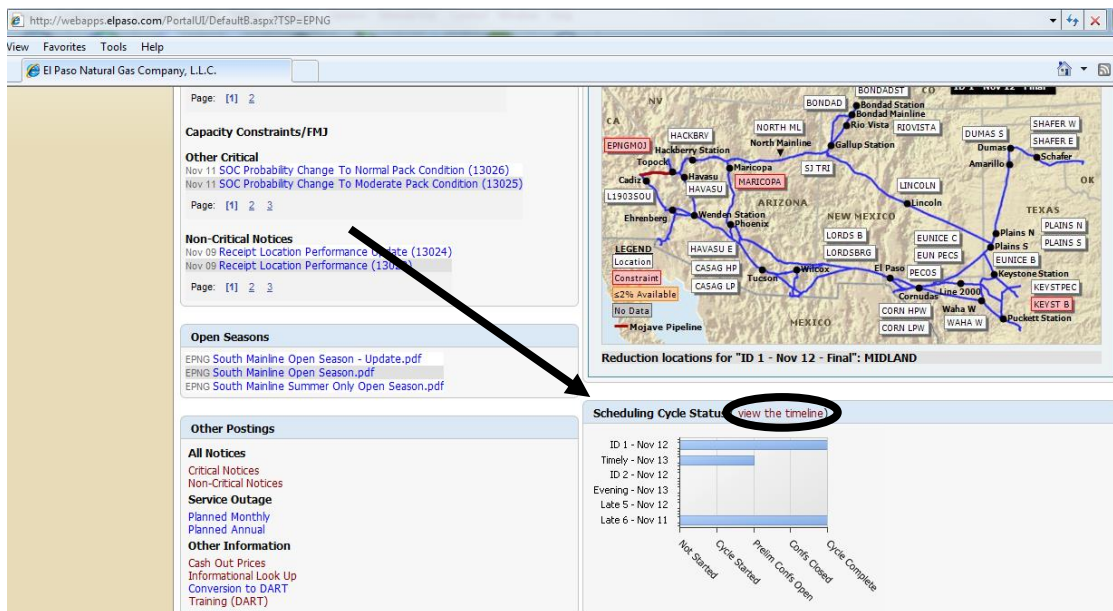 http://webapps.elpaso.com/PortalUI/DefaultB.aspx?TSP=EPNG
View Favorites Tools Help
El Paso Natural Gas Company, L.L.C.
Page: [1] 2
Capacity Constraints/FMJ
Other Critical
Nov 11 SOC Probability Change To Normal Pack Condition (13026)
Nov 11 SOC Probability Change To Moderate Pack Condition (13025)
Page: [1] 2 3
Non-Critical Notices
Nov 09 Receipt Location Performance Update (13024)
Nov 09 Receipt Location Performance
Page: [1] 2 3
Open Seasons
EPNG South Mainline Open Season - Update.pdf
EPNG South Mainline Open Season.pdf
EPNG South Mainline Summer Only Open Season.pdf
Other Postings
All Notices
Critical Notices
Non-Critical Notices
Service Outage
Planned Monthly
Planned Annual
Other Information
Cash Out Prices
Informational Look Up
Conversion to DART
Training (DART)
BONDADST CO ID 1 - Nov 12 - Final
NV BONDAD Bondad Station
Bondad Mainline
CA NORTH ML Rio Vista RIOVISTA SHAFER W
HACKBRY DUMAS S SHAFER E
EPNGMOJ Hackberry Station North Mainline Gallup Station Dumas
Topock Maricopa SJ TRI Amarillo Schafer
Cadiz Havasu MARICOPA LINCOLN OK
L1903SOU HAVASU ARIZONA Lincoln
Ehrenberg Wenden Station NEW MEXICO TEXAS
Phoenix LORDS B EUNICE C Plains N PLAINS N
LEGEND HAVASU E LORDSBRG EUN PECS Plains S PLAINS S
Location CASAG HP Wilcox El Paso PECOS EUNICE B
Constraint Tucson Keystone Station
≤2% Available CASAG LP Cornudas Line 2000 KEYSTPEC
No Data CORN HPW Waha W KEYST B
Mojave Pipeline MEXICO CORN LPW WAHA W Puckett Station
Reduction locations for "ID 1 - Nov 12 - Final": MIDLAND
Scheduling Cycle Status view the timeline)
ID 1 - Nov 12
Timely - Nov 13
ID 2 - Nov 12
Evening - Nov 13
Late 5 - Nov 12
Late 6 - Nov 11
Not Started
Cycle Started
Prelim Confs Open
Confs Closed
Cycle Complete